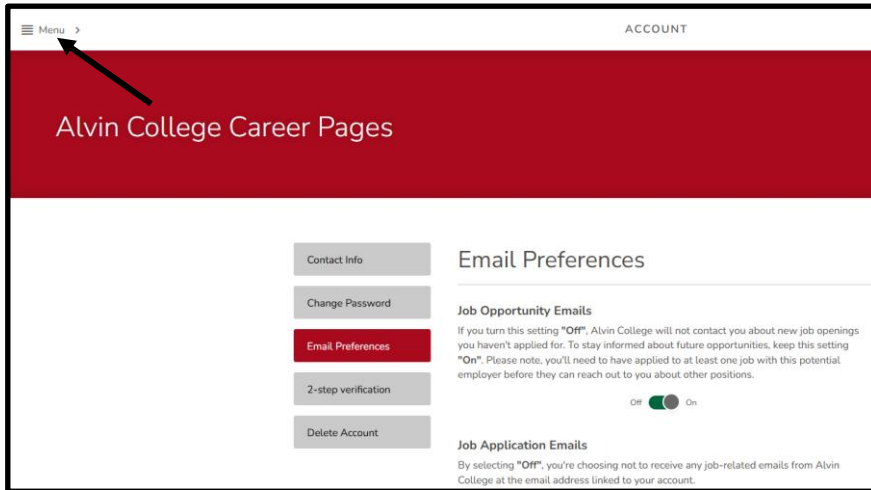 Menu >
ACCOUNT
Alvin College Career Pages
Contact Info
Change Password
Email Preferences
2-step verification
Delete Account
Email Preferences
Job Opportunity Emails
If you turn this setting "Off", Alvin College will not contact you about new job openings
you haven't applied for. To stay informed about future opportunities, keep this setting
"On". Please note, you'll need to have applied to at least one job with this potential
employer before they can reach out to you about other positions.
Off On
Job Application Emails
By selecting "Off", you're choosing not to receive any job-related emails from Alvin
College at the email address linked to your account.